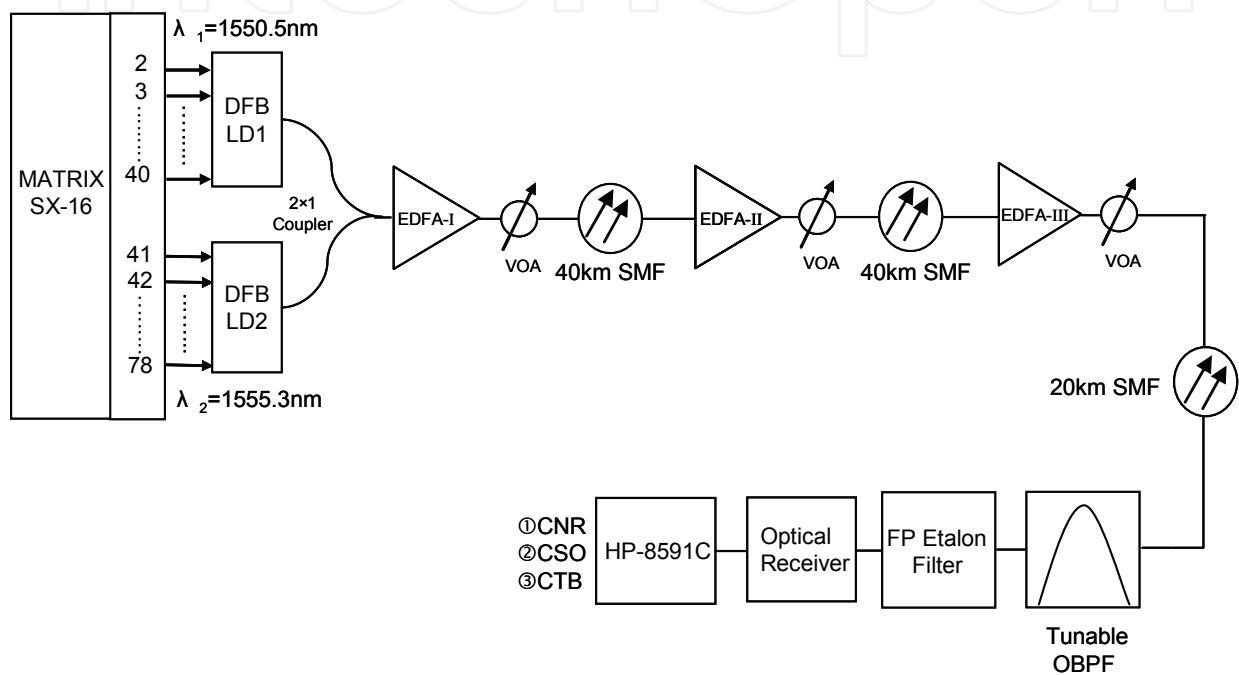 λ 1=1550.5nm
MATRIX
SX-16
2
3
40
41
42
78
DFB
LD1
DFB
LD2
λ 2=1555.3nm
2×1
Coupler
EDFA-I
VOA
40km SMF
EDFA-II
VOA
40km SMF
EDFA-III
VOA
20km SMF
①CNR
②CSO
③CTB
HP-8591C
Optical
Receiver
FP Etalon
Filter
Tunable
OBPF